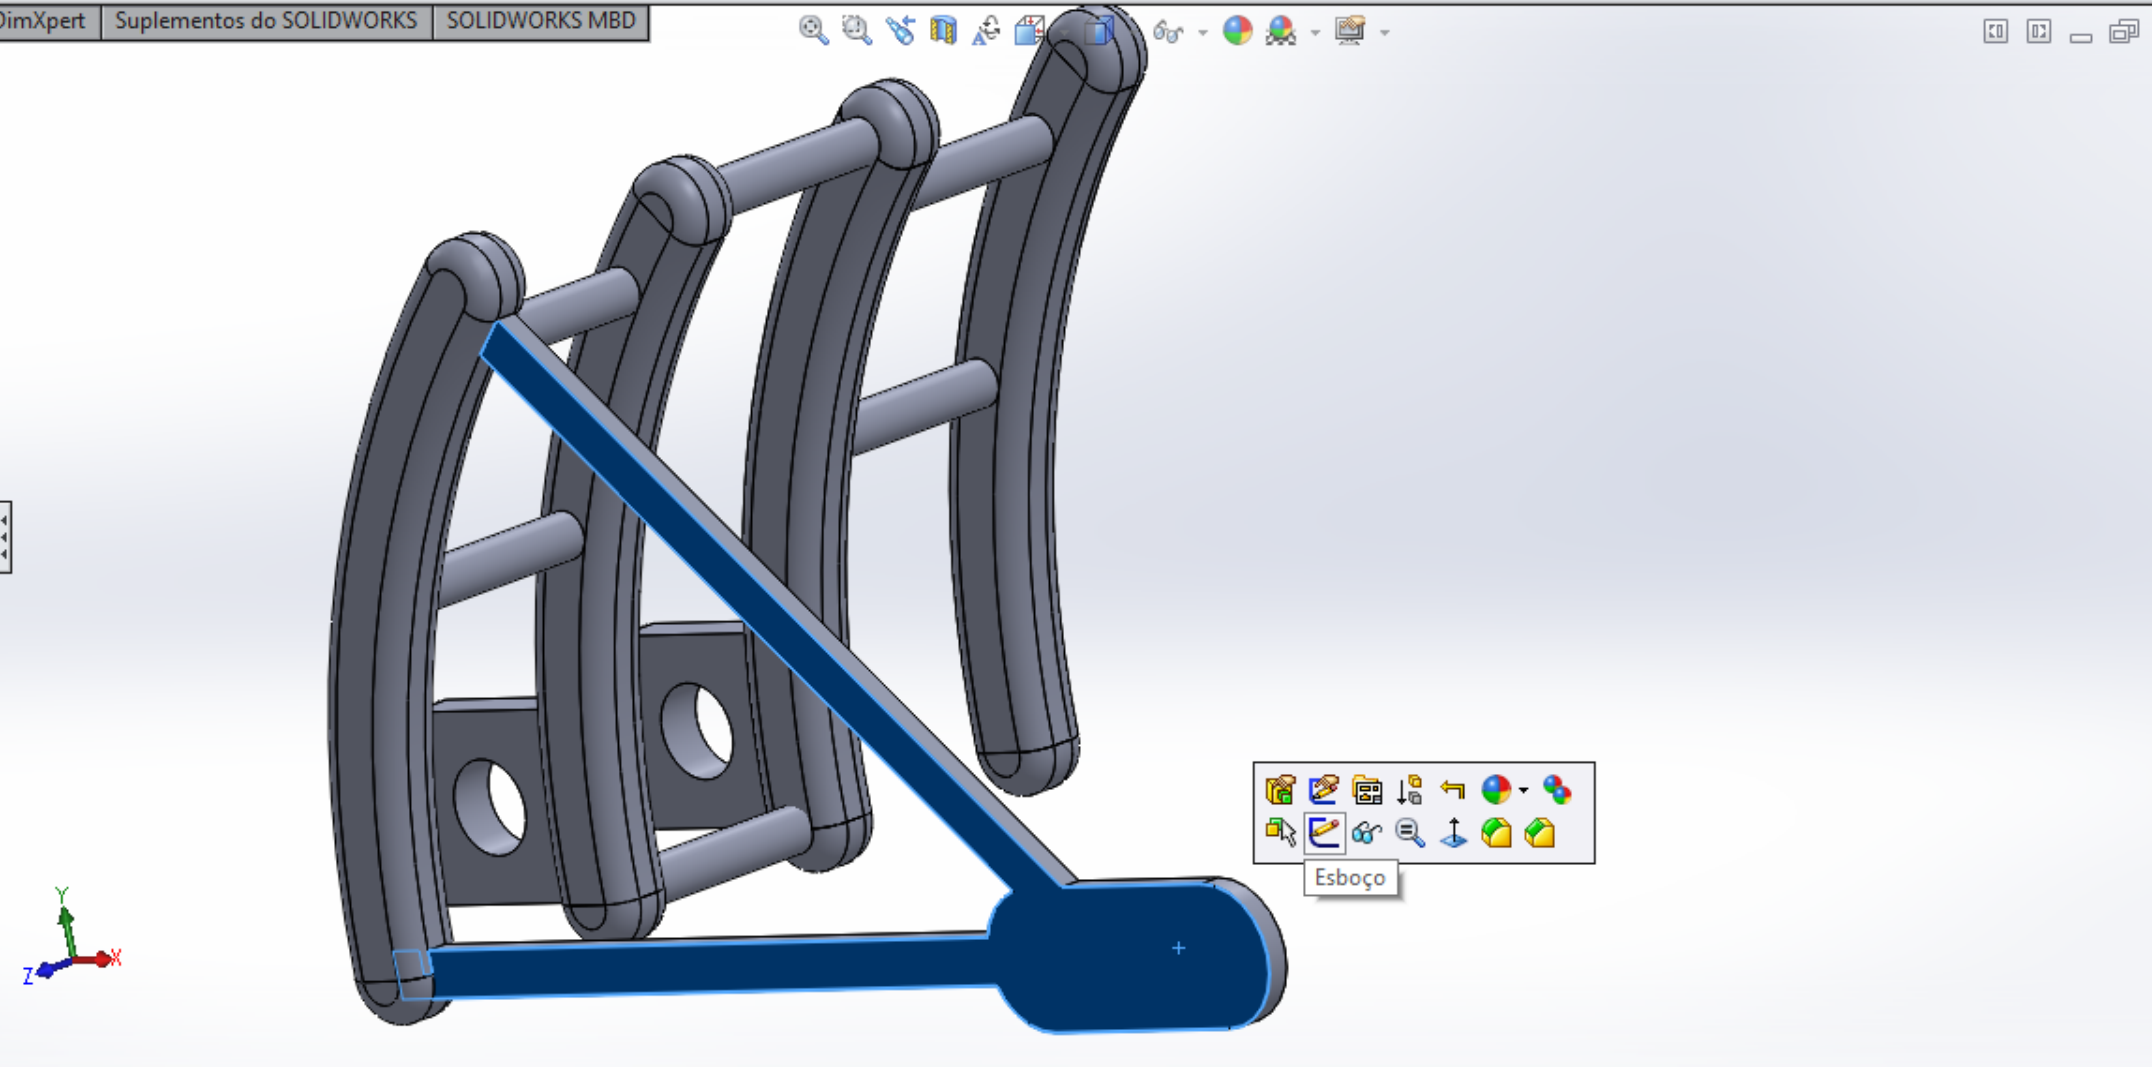 DimXpert
Suplementos do SOLIDWORKS
SOLIDWORKS MBD
Esboço
Y
X
Z